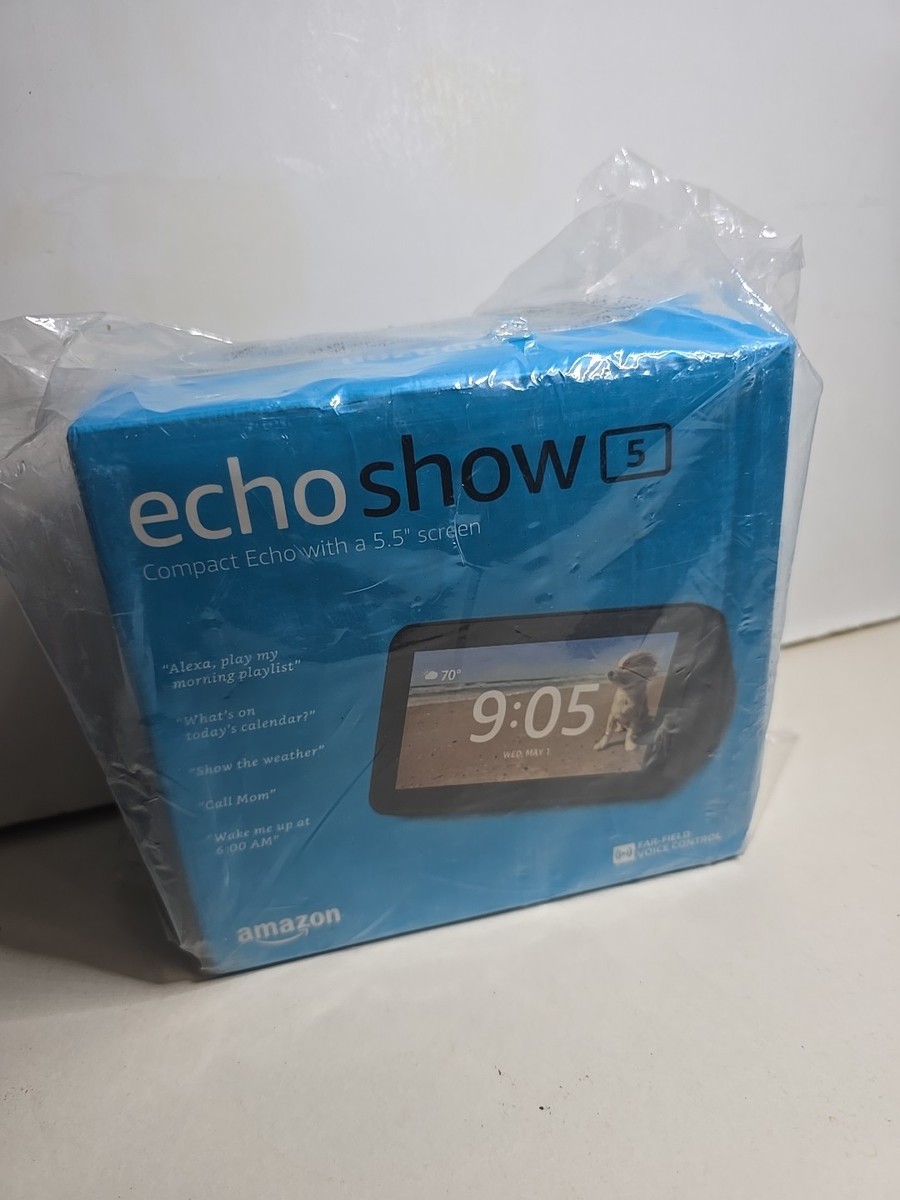 echo show 5
Compact Echo with a 5.5" screen
"Alexa, play my
morning playlist"
"What's on
today's calendar?"
"Show the weather"
"Call Mom"
"Wake me up at
6:00 AM"
70°
9:05
WED, MAY 1
FAR-FIELD
VOICE CONTROL
amazon